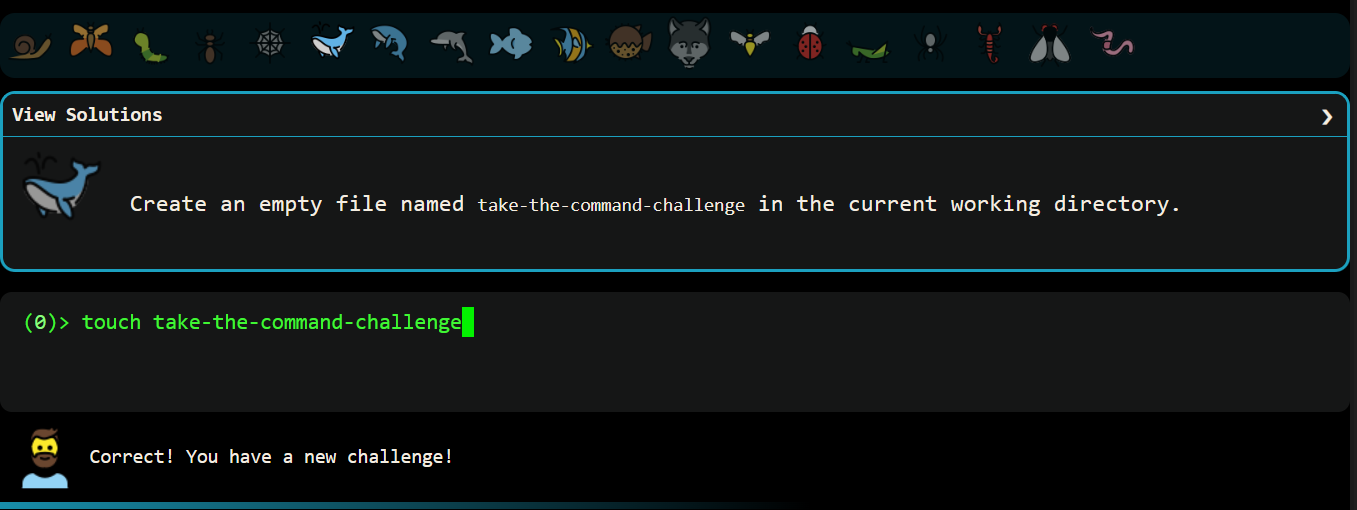 View Solutions ❯
Create an empty file named take-the-command-challenge in the current working directory.
(0)> touch take-the-command-challenge
Correct! You have a new challenge!